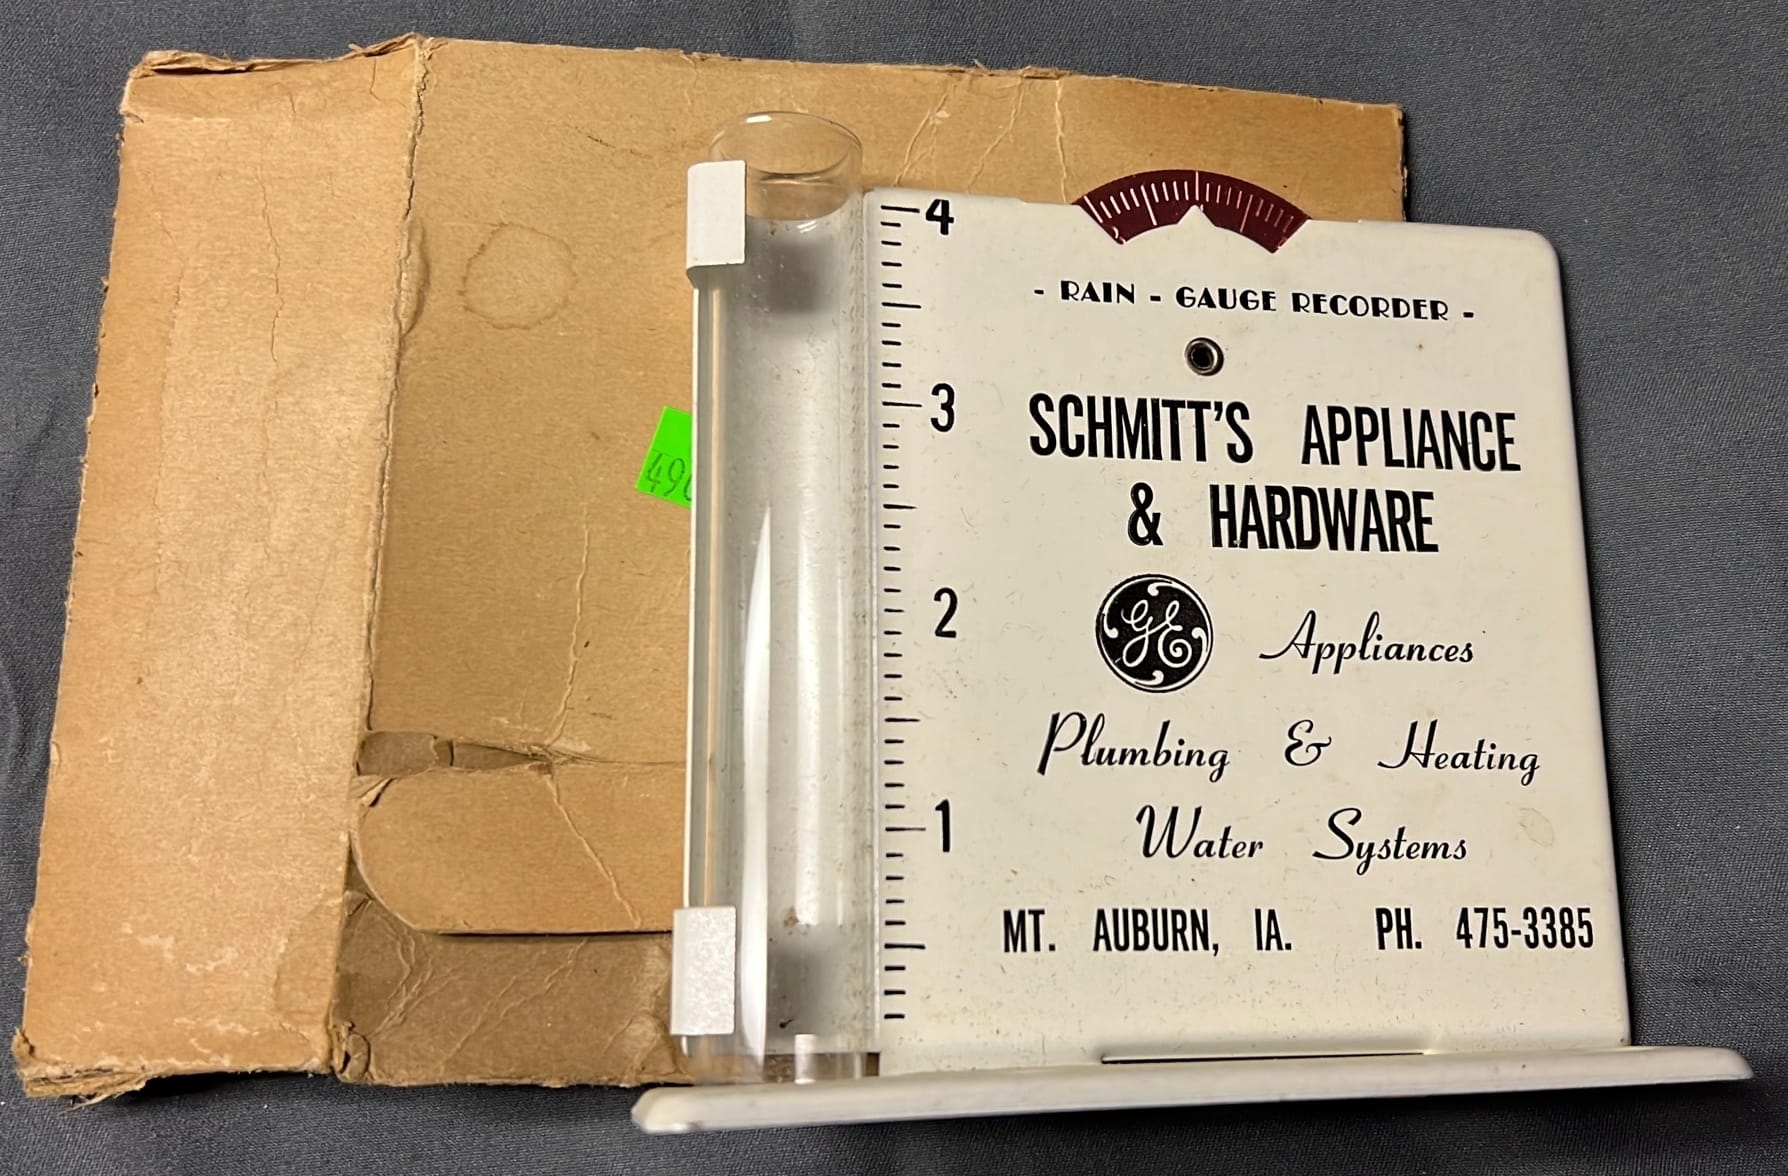 4
- RAIN - GAUGE RECORDER -
3
SCHMITT'S APPLIANCE
& HARDWARE
2
GE Appliances
Plumbing & Heating
1
Water Systems
MT. AUBURN, IA. PH. 475-3385